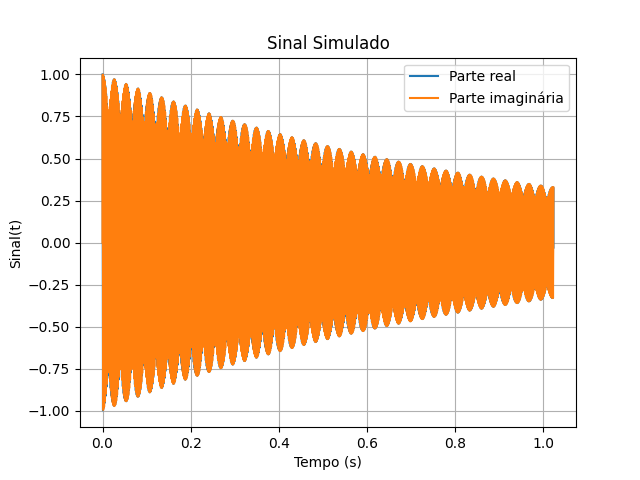 Sinal Simulado
Parte real
Parte imaginária
1.00
0.75
0.50
0.25
0.00
−0.25
−0.50
−0.75
−1.00
Sinal(t)
0.0 0.2 0.4 0.6 0.8 1.0
Tempo (s)